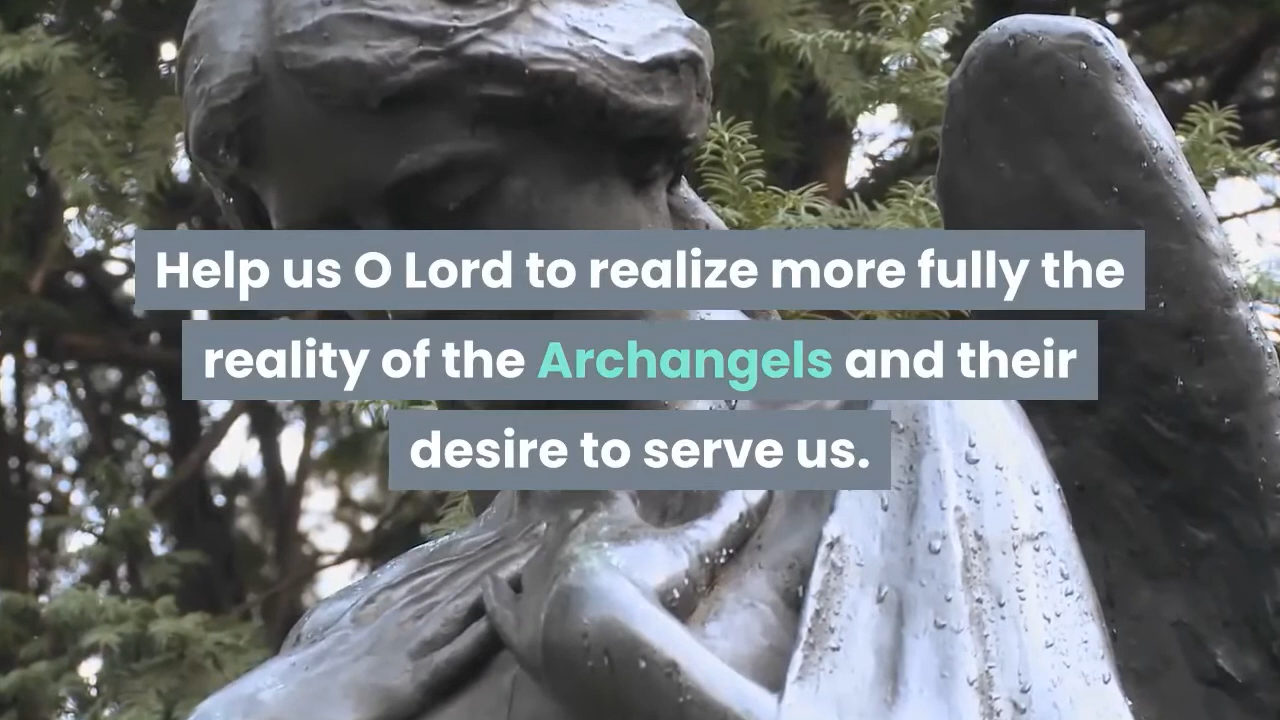 Help us O Lord to realize more fully the
reality of the Archangels and their
desire to serve us.